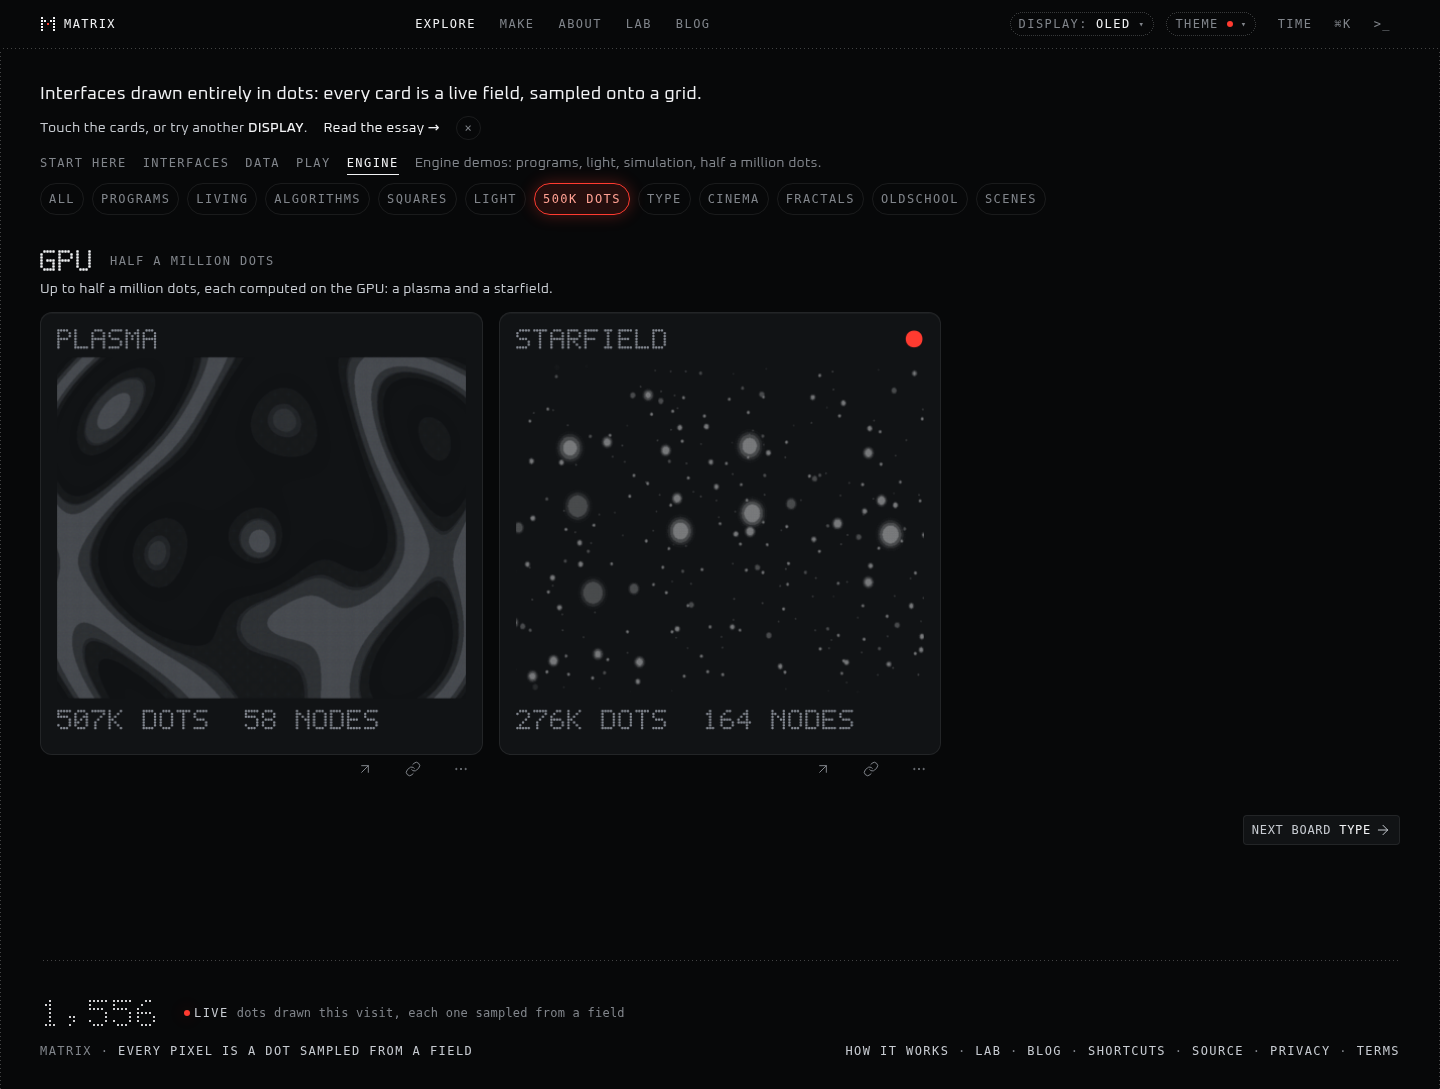 MATRIX
EXPLORE MAKE ABOUT LAB BLOG
DISPLAY: OLED ▾ THEME ● ▾ TIME ⌘K >_
Interfaces drawn entirely in dots: every card is a live field, sampled onto a grid.
Touch the cards, or try another DISPLAY. Read the essay → ×
START HERE INTERFACES DATA PLAY ENGINE Engine demos: programs, light, simulation, half a million dots.
ALL PROGRAMS LIVING ALGORITHMS SQUARES LIGHT 500K DOTS TYPE CINEMA FRACTALS OLDSCHOOL SCENES
GPU HALF A MILLION DOTS
Up to half a million dots, each computed on the GPU: a plasma and a starfield.
PLASMA
507K DOTS 58 NODES
STARFIELD
276K DOTS 164 NODES
NEXT BOARD TYPE →
1,556 LIVE dots drawn this visit, each one sampled from a field
MATRIX · EVERY PIXEL IS A DOT SAMPLED FROM A FIELD
HOW IT WORKS · LAB · BLOG · SHORTCUTS · SOURCE · PRIVACY · TERMS